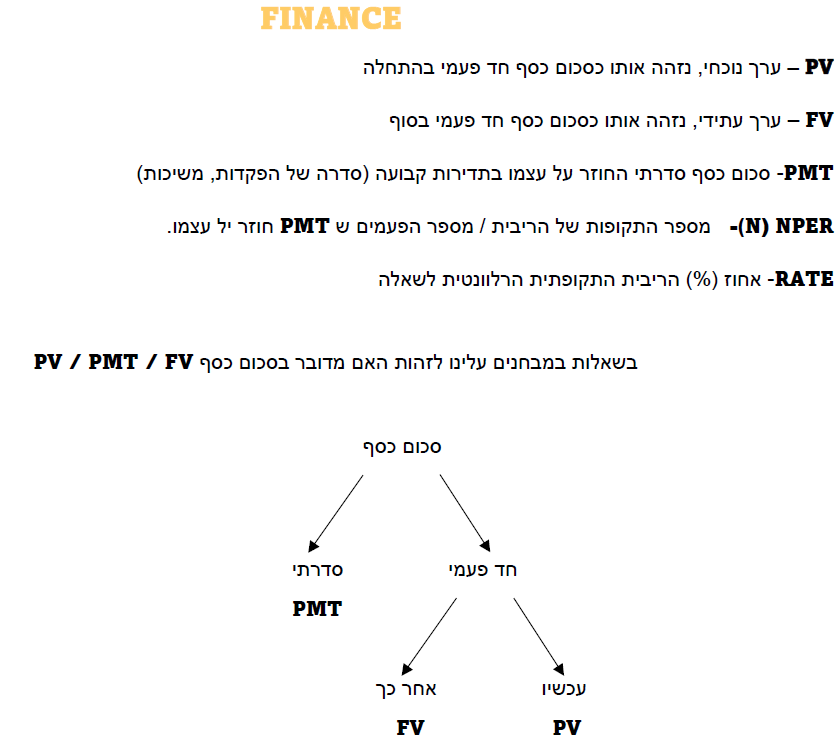 FINANCE
PV – ערך נוכחי, נזהה אותו כסכום כסף חד פעמי בהתחלה
FV – ערך עתידי, נזהה אותו כסכום כסף חד פעמי בסוף
PMT- סכום כסף סדרתי החוזר על עצמו בתדירות קבועה (סדרה של הפקדות, משיכות)
NPER (N)- מספר התקופות של הריבית / מספר הפעמים ש PMT חוזר יל עצמו.
RATE- אחוז (%) הריבית התקופתית הרלוונטית לשאלה
בשאלות במבחנים עלינו לזהות האם מדובר בסכום כסף PV / PMT / FV
סכום כסף
חד פעמי
סדרתי
PMT
עכשיו
אחר כך
PV
FV